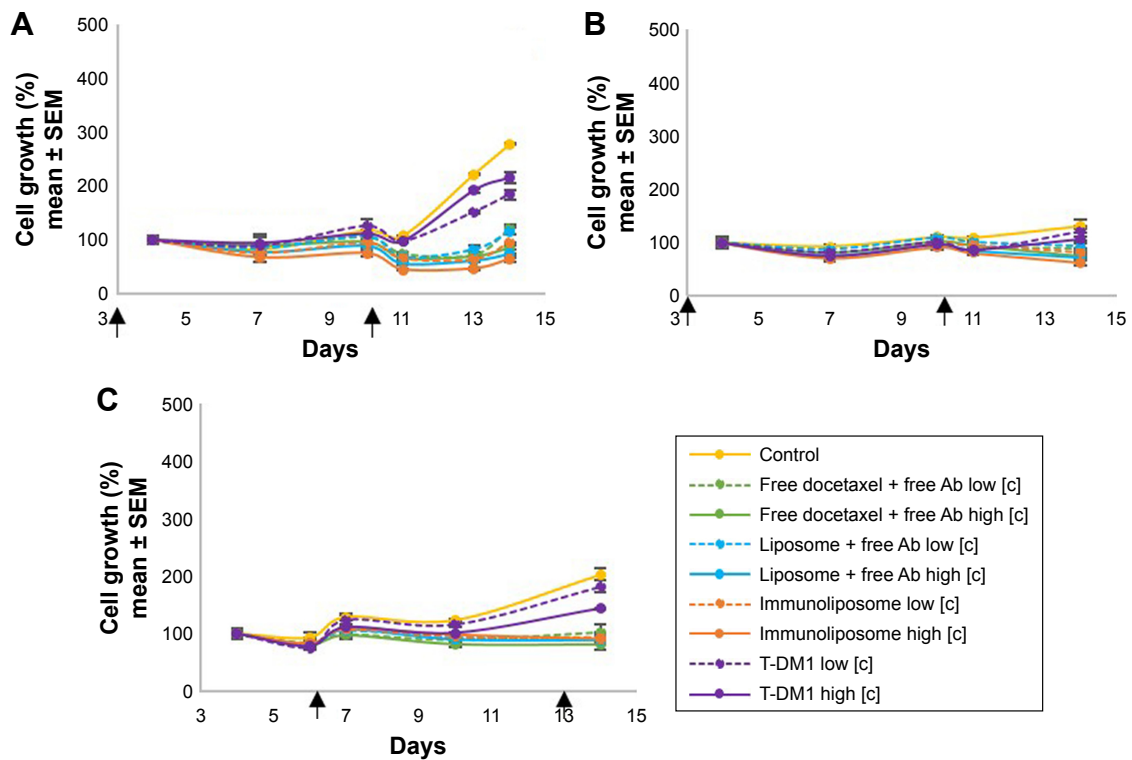 A
Cell growth (%)
mean ± SEM
500
400
300
200
100
0
3 5 7 9 11 13 15
Days
B
Cell growth (%)
mean ± SEM
500
400
300
200
100
0
3 5 7 9 11 13 15
Days
C
Cell growth (%)
mean ± SEM
500
400
300
200
100
0
3 5 7 9 11 13 15
Days
Control
Free docetaxel + free Ab low [c]
Free docetaxel + free Ab high [c]
Liposome + free Ab low [c]
Liposome + free Ab high [c]
Immunoliposome low [c]
Immunoliposome high [c]
T-DM1 low [c]
T-DM1 high [c]